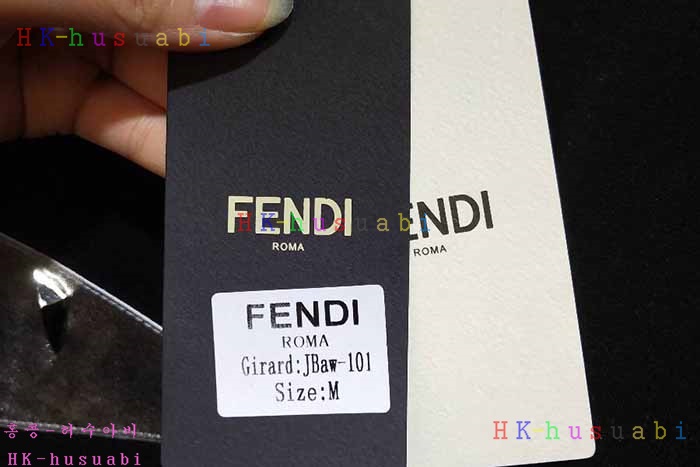 HK-husuabi
FENDI
ROMA
HK-husuabi
ENDI
ROMA
FENDI
ROMA
Girard:JBaw-101
Size:M
홍콩-허수아비
HK-husuabi
HK-husuabi